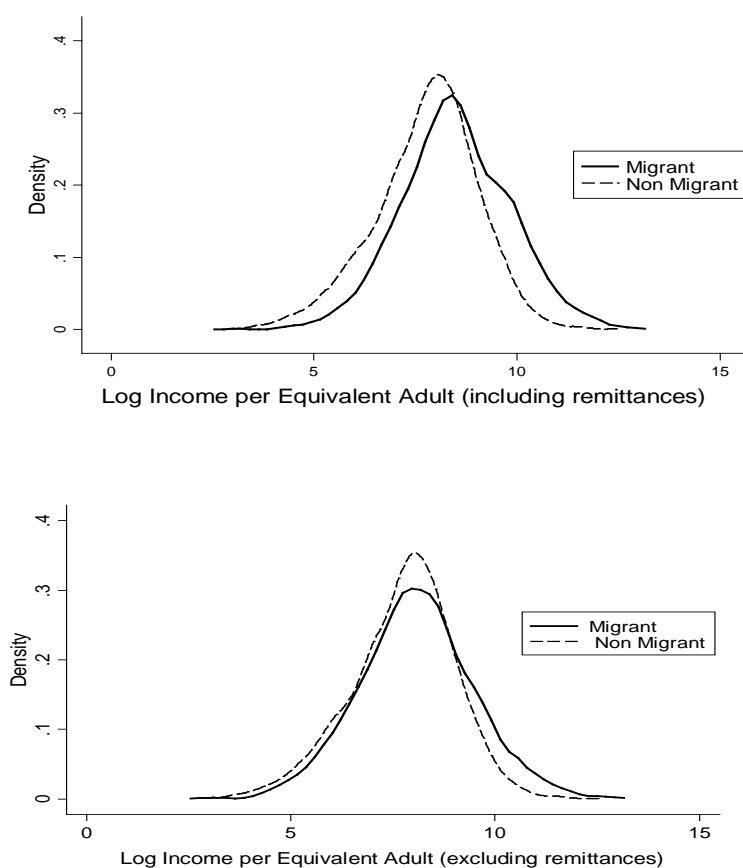 .4
.3
.2
.1
0
Density
Migrant
Non Migrant
0
5
10
15
Log Income per Equivalent Adult (including remittances)
.4
.3
.2
.1
0
Density
Migrant
Non Migrant
0
5
10
15
Log Income per Equivalent Adult (excluding remittances)